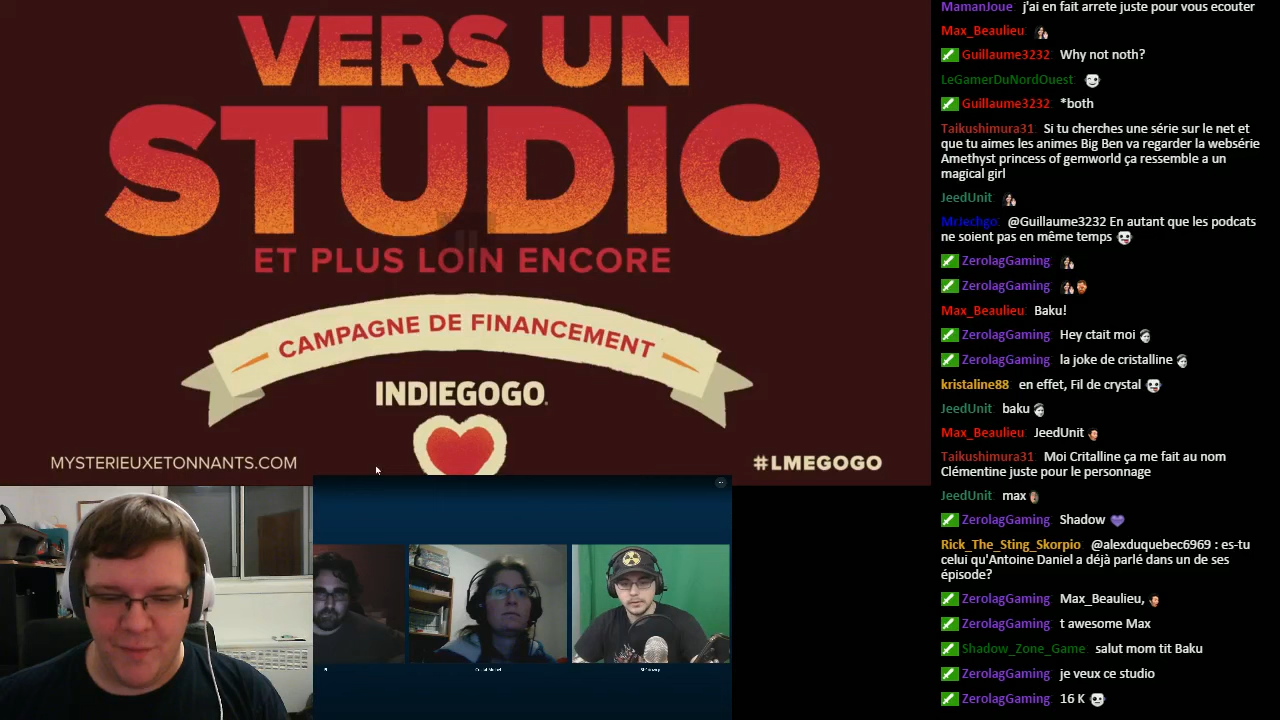 VERS UN
STUDIO
ET PLUS LOIN ENCORE
CAMPAGNE DE FINANCEMENT
INDIEGOGO.
MYSTERIEUXETONNANTS.COM
#LMEGOGO
MamanJoue j'ai en fait arrete juste pour vous ecouter
Max_Beaulieu
Guillaume3232 Why not noth?
LeGamerDuNordOuest
Guillaume3232 *both
Taikushimura31 Si tu cherches une série sur le net et
que tu aimes les animes Big Ben va regarder la websérie
Amethyst princess of gemworld ça ressemble a un
magical girl
JeedUnit
MrJechgo: @Guillaume3232 En autant que les podcats
ne soient pas en même temps
ZerolagGaming
ZerolagGaming
Max_Beaulieu Baku!
ZerolagGaming Hey ctait moi
ZerolagGaming la joke de cristalline
kristaline88 en effet, Fil de crystal
JeedUnit baku
Max_Beaulieu JeedUnit
Taikushimura31 Moi Critalline ça me fait au nom
Clémentine juste pour le personnage
JeedUnit max
ZerolagGaming Shadow
Rick_The_Sting_Skorpio @alexduquebec6969 : es-tu
celui qu'Antoine Daniel a déjà parlé dans un de ses
épisode?
ZerolagGaming Max_Beaulieu,
ZerolagGaming t awesome Max
Shadow_Zone_Game salut mom tit Baku
ZerolagGaming je veux ce studio
ZerolagGaming 16 K